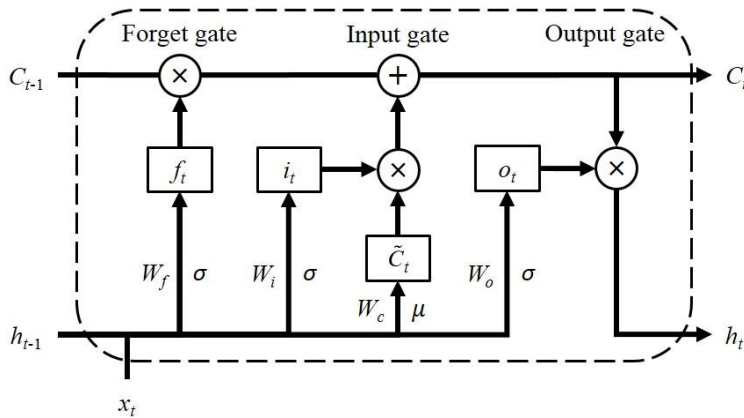 Forget gate Input gate Output gate
C_{t-1} × + C_t
f_t i_t × o_t ×
C̃_t
W_f σ W_i σ W_o σ
W_c μ
h_{t-1} h_t
x_t